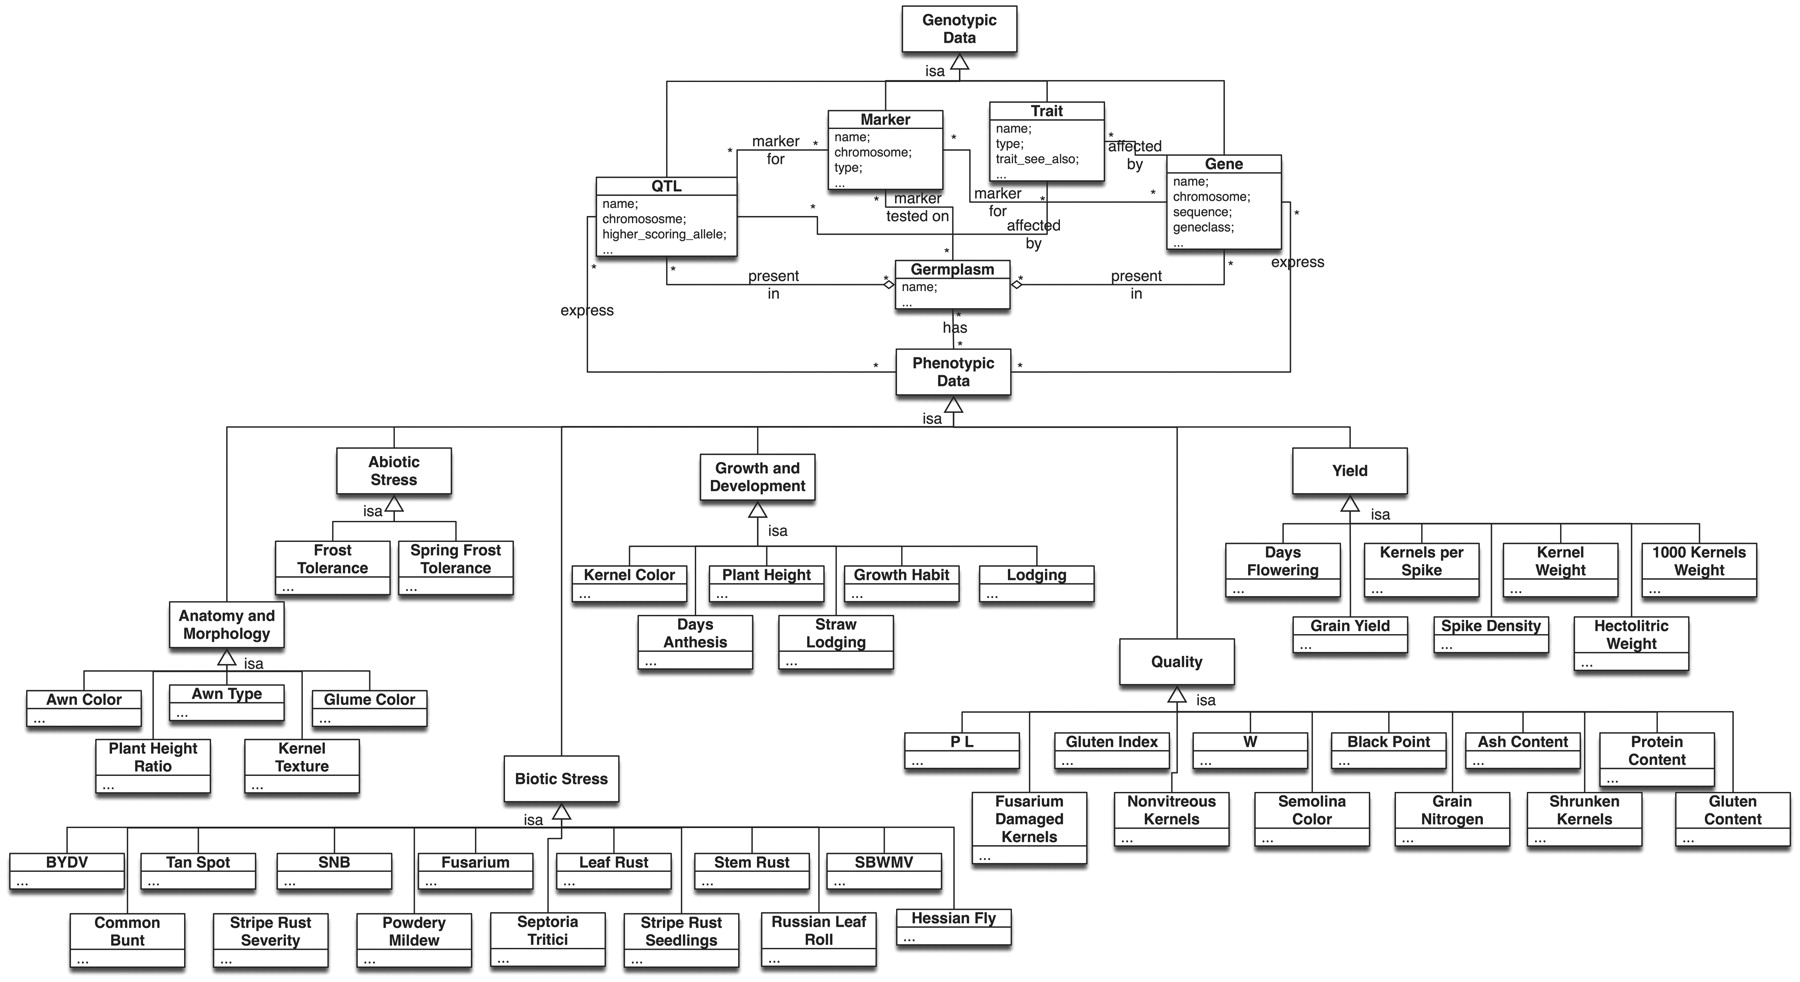 Genotypic
Data
isa
Marker
name;
chromosome;
type;
...
Trait
name;
type;
trait_see_also;
...
marker
for
*
*
*
*
affected
by
Gene
name;
chromosome;
sequence;
geneclass;
...
QTL
name;
chromososme;
higher_scoring_allele;
...
*
marker
tested on
*
marker
for
*
*
affected
by
*
*
*
express
*
*
present
in
*
Germplasm
name;
...
*
present
in
*
express
*
has
*
*
Phenotypic
Data
*
isa
Abiotic
Stress
isa
Frost
Tolerance
...
Spring Frost
Tolerance
...
Growth and
Development
isa
Kernel Color
...
Plant Height
...
Growth Habit
...
Lodging
...
Days
Anthesis
...
Straw
Lodging
...
Yield
isa
Days
Flowering
...
Kernels per
Spike
...
Kernel
Weight
...
1000 Kernels
Weight
...
Grain Yield
...
Spike Density
...
Hectolitric
Weight
...
Anatomy and
Morphology
isa
Awn Color
...
Awn Type
...
Glume Color
...
Plant Height
Ratio
...
Kernel
Texture
...
Quality
isa
P L
...
Gluten Index
...
W
...
Black Point
...
Ash Content
...
Protein
Content
...
Fusarium
Damaged
Kernels
...
Nonvitreous
Kernels
...
Semolina
Color
...
Grain
Nitrogen
...
Shrunken
Kernels
...
Gluten
Content
...
Biotic Stress
isa
BYDV
...
Tan Spot
...
SNB
...
Fusarium
...
Leaf Rust
...
Stem Rust
...
SBWMV
...
Common
Bunt
...
Stripe Rust
Severity
...
Powdery
Mildew
...
Septoria
Tritici
...
Stripe Rust
Seedlings
...
Russian Leaf
Roll
...
Hessian Fly
...